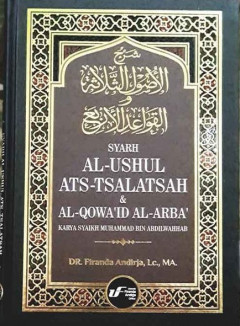 شرح
الأصول الثلاثة
و
القواعد الأربع
SYARH
AL-USHUL
ATS-TSALATSAH
&
AL-QOWA'ID AL-ARBA'
KARYA SYAIKH MUHAMMAD BIN ABDILWAHHAB
DR. Firanda Andirja, Lc., MA.